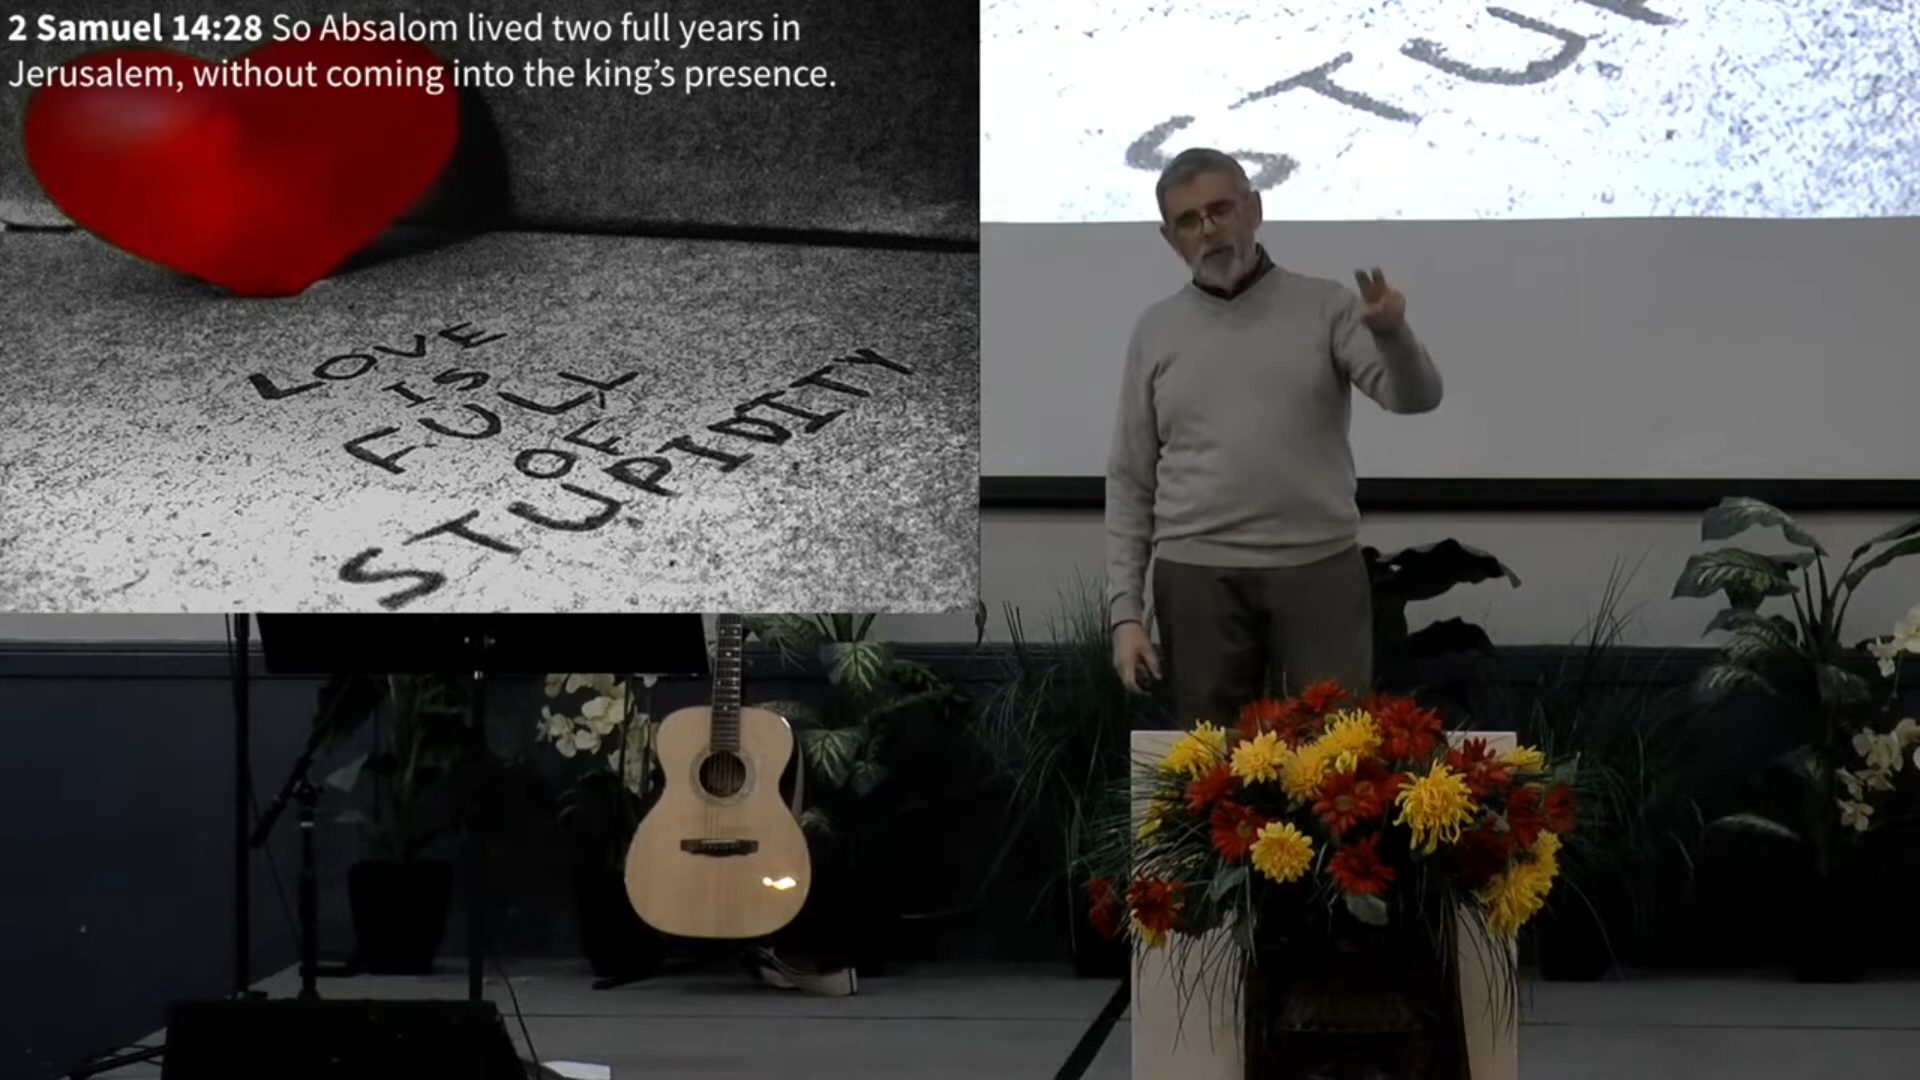 2 Samuel 14:28 So Absalom lived two full years in
Jerusalem, without coming into the king’s presence.
LOVE
IS
FULL
OF
STUPIDITY
STU